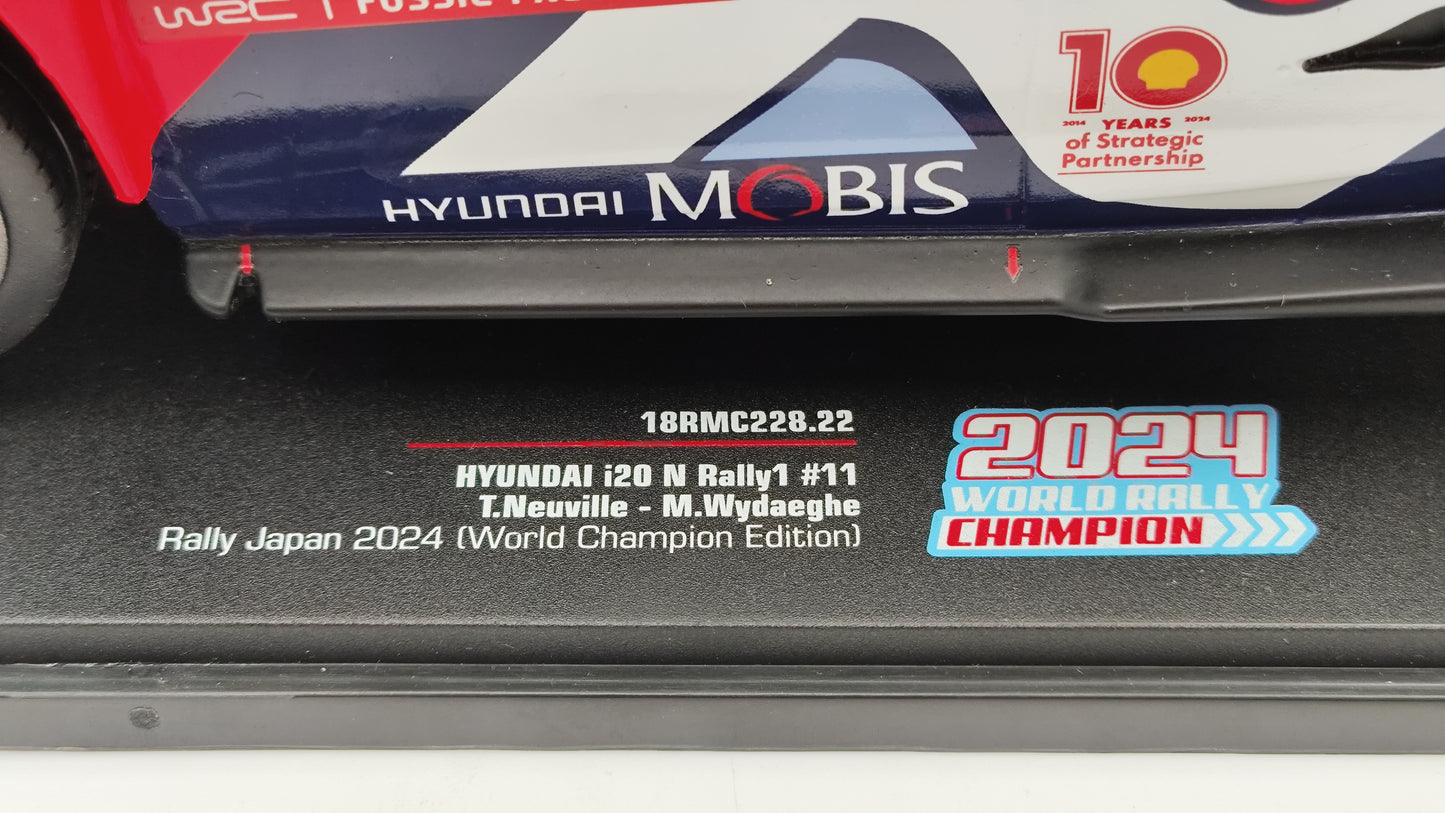 WRC
10
2014 YEARS 2024
of Strategic
Partnership
HYUNDAI MOBIS
18RMC228.22
HYUNDAI i20 N Rally1 #11
T.Neuville - M.Wydaeghe
Rally Japan 2024 (World Champion Edition)
2024
WORLD RALLY
CHAMPION